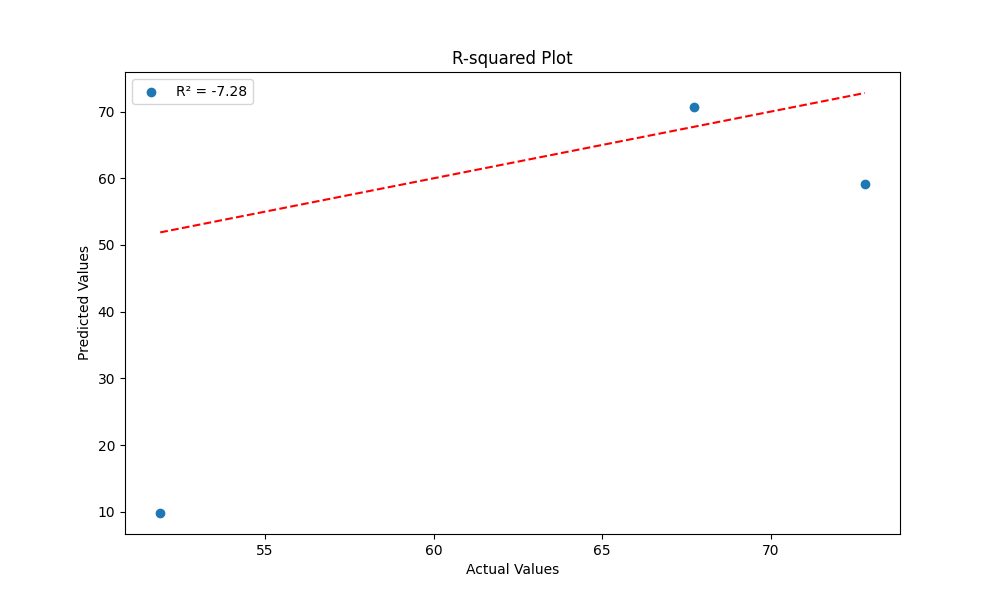 R-squared Plot
R² = -7.28
Predicted Values
70
60
50
40
30
20
10
55 60 65 70
Actual Values